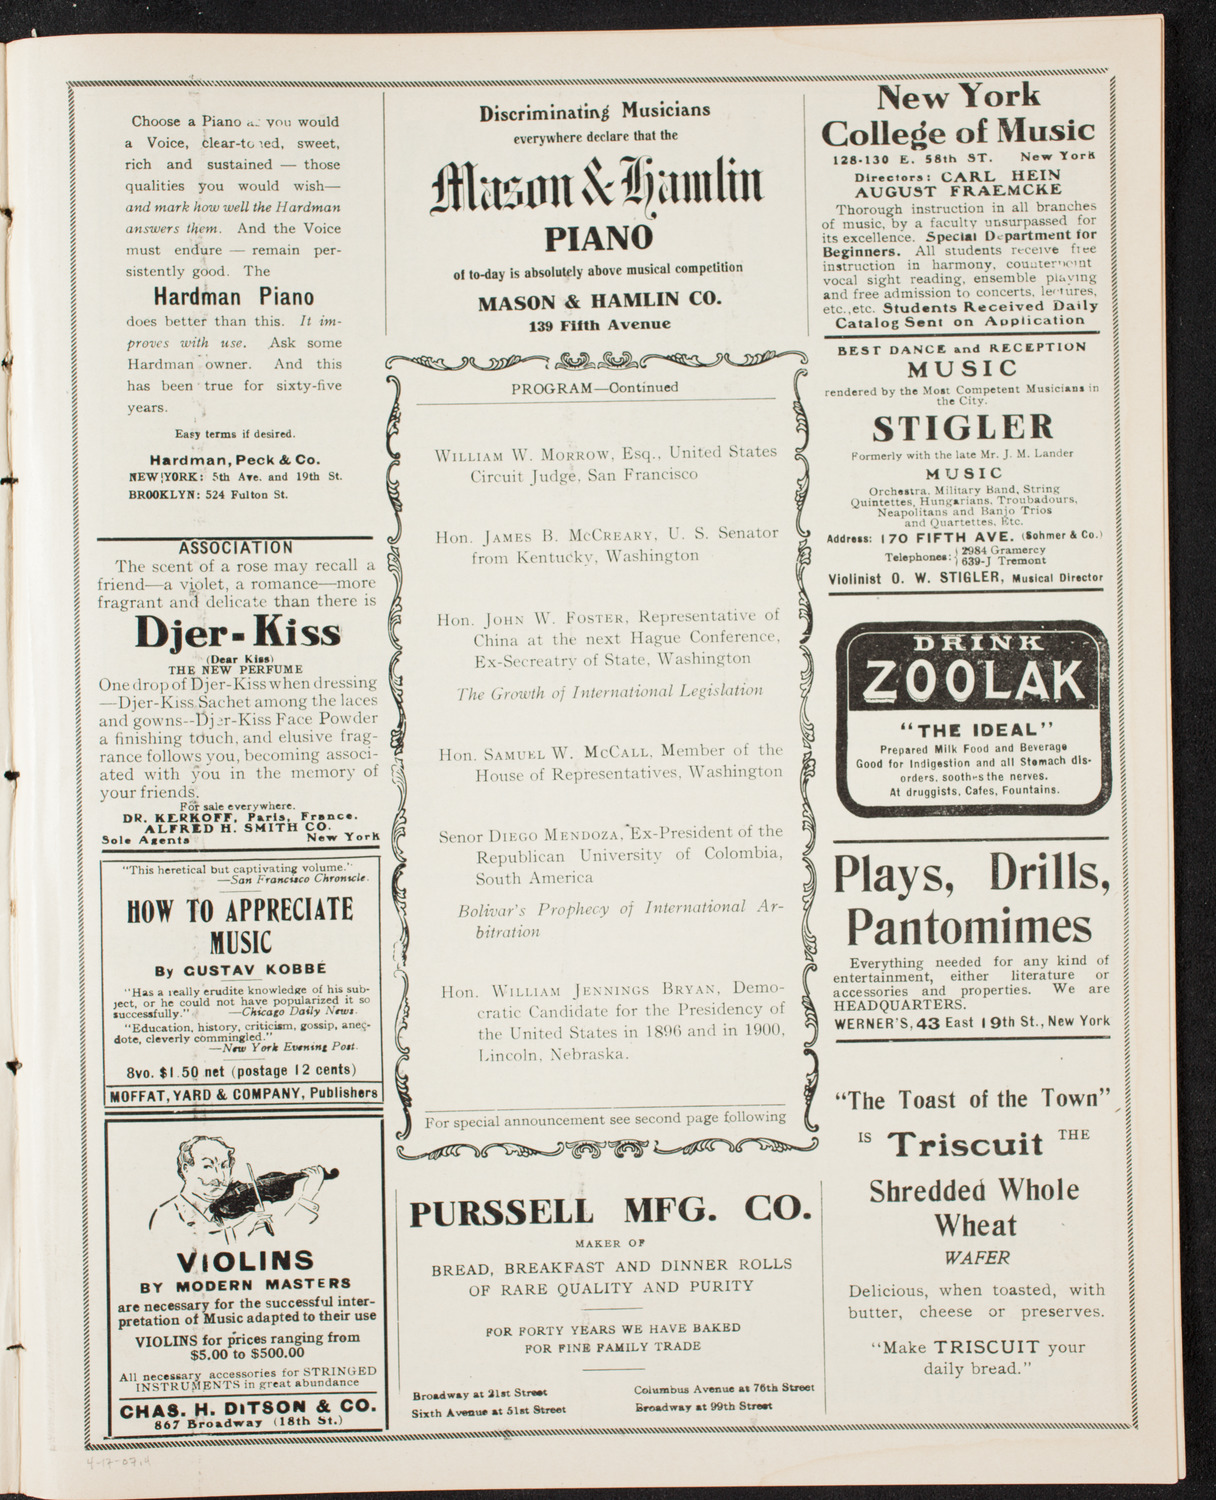 Choose a Piano as you would
a Voice, clear-toned, sweet,
rich and sustained — those
qualities you would wish—
and mark how well the Hardman
answers them. And the Voice
must endure — remain per-
sistently good. The
Hardman Piano
does better than this. It im-
proves with use. Ask some
Hardman owner. And this
has been true for sixty-five
years.
Easy terms if desired.
Hardman, Peck & Co.
NEW YORK: 5th Ave. and 19th St.
BROOKLYN: 524 Fulton St.
ASSOCIATION
The scent of a rose may recall a
friend—a violet, a romance—more
fragrant and delicate than there is
Djer-Kiss
(Dear Kiss)
THE NEW PERFUME
One drop of Djer-Kiss when dressing
—Djer-Kiss Sachet among the laces
and gowns--Djer-Kiss Face Powder
a finishing touch, and elusive frag-
rance follows you, becoming associ-
ated with you in the memory of
your friends.
For sale everywhere.
DR. KERKOFF, Paris, France.
ALFRED H. SMITH CO.
Sole Agents New York
"This heretical but captivating volume."
—San Francisco Chronicle.
HOW TO APPRECIATE
MUSIC
By GUSTAV KOBBÉ
"Has a really erudite knowledge of his sub-
ject, or he could not have popularized it so
successfully." —Chicago Daily News.
"Education, history, criticism, gossip, anec-
dote, cleverly commingled."
—New York Evening Post.
8vo. $1.50 net (postage 12 cents)
MOFFAT, YARD & COMPANY, Publishers
VIOLINS
BY MODERN MASTERS
are necessary for the successful inter-
pretation of Music adapted to their use
VIOLINS for prices ranging from
$5.00 to $500.00
All necessary accessories for STRINGED
INSTRUMENTS in great abundance
CHAS. H. DITSON & CO.
867 Broadway (18th St.)
Discriminating Musicians
everywhere declare that the
Mason & Hamlin
PIANO
of to-day is absolutely above musical competition
MASON & HAMLIN CO.
139 Fifth Avenue
PROGRAM—Continued
WILLIAM W. MORROW, Esq., United States
Circuit Judge, San Francisco
Hon. JAMES B. MCCREARY, U. S. Senator
from Kentucky, Washington
Hon. JOHN W. FOSTER, Representative of
China at the next Hague Conference,
Ex-Secreatry of State, Washington
The Growth of International Legislation
Hon. SAMUEL W. MCCALL, Member of the
House of Representatives, Washington
Senor DIEGO MENDOZA, Ex-President of the
Republican University of Colombia,
South America
Bolivar's Prophecy of International Ar-
bitration
Hon. WILLIAM JENNINGS BRYAN, Demo-
cratic Candidate for the Presidency of
the United States in 1896 and in 1900,
Lincoln, Nebraska.
For special announcement see second page following
PURSSELL MFG. CO.
MAKER OF
BREAD, BREAKFAST AND DINNER ROLLS
OF RARE QUALITY AND PURITY
FOR FORTY YEARS WE HAVE BAKED
FOR FINE FAMILY TRADE
Broadway at 21st Street Columbus Avenue at 76th Street
Sixth Avenue at 51st Street Broadway at 99th Street
New York
College of Music
128-130 E. 58th ST. New York
Directors: CARL HEIN
AUGUST FRAEMCKE
Thorough instruction in all branches
of music, by a faculty unsurpassed for
its excellence. Special Department for
Beginners. All students receive free
instruction in harmony, counterpoint
vocal sight reading, ensemble playing
and free admission to concerts, lectures,
etc., etc. Students Received Daily
Catalog Sent on Application
BEST DANCE and RECEPTION
MUSIC
rendered by the Most Competent Musicians in
the City.
STIGLER
Formerly with the late Mr. J. M. Lander
MUSIC
Orchestra, Military Band, String
Quintettes, Hungarians, Troubadours,
Neapolitans and Banjo Trios
and Quartettes, Etc.
Address: 170 FIFTH AVE. (Sohmer & Co.)
Telephones: 2984 Gramercy
639-J Tremont
Violinist O. W. STIGLER, Musical Director
DRINK
ZOOLAK
"THE IDEAL"
Prepared Milk Food and Beverage
Good for Indigestion and all Stomach dis-
orders, soothes the nerves.
At druggists, Cafes, Fountains.
Plays, Drills,
Pantomimes
Everything needed for any kind of
entertainment, either literature or
accessories and properties. We are
HEADQUARTERS.
WERNER'S, 43 East 19th St., New York
"The Toast of the Town"
IS Triscuit THE
Shredded Whole
Wheat
WAFER
Delicious, when toasted, with
butter, cheese or preserves.
"Make TRISCUIT your
daily bread."
4-17-07A